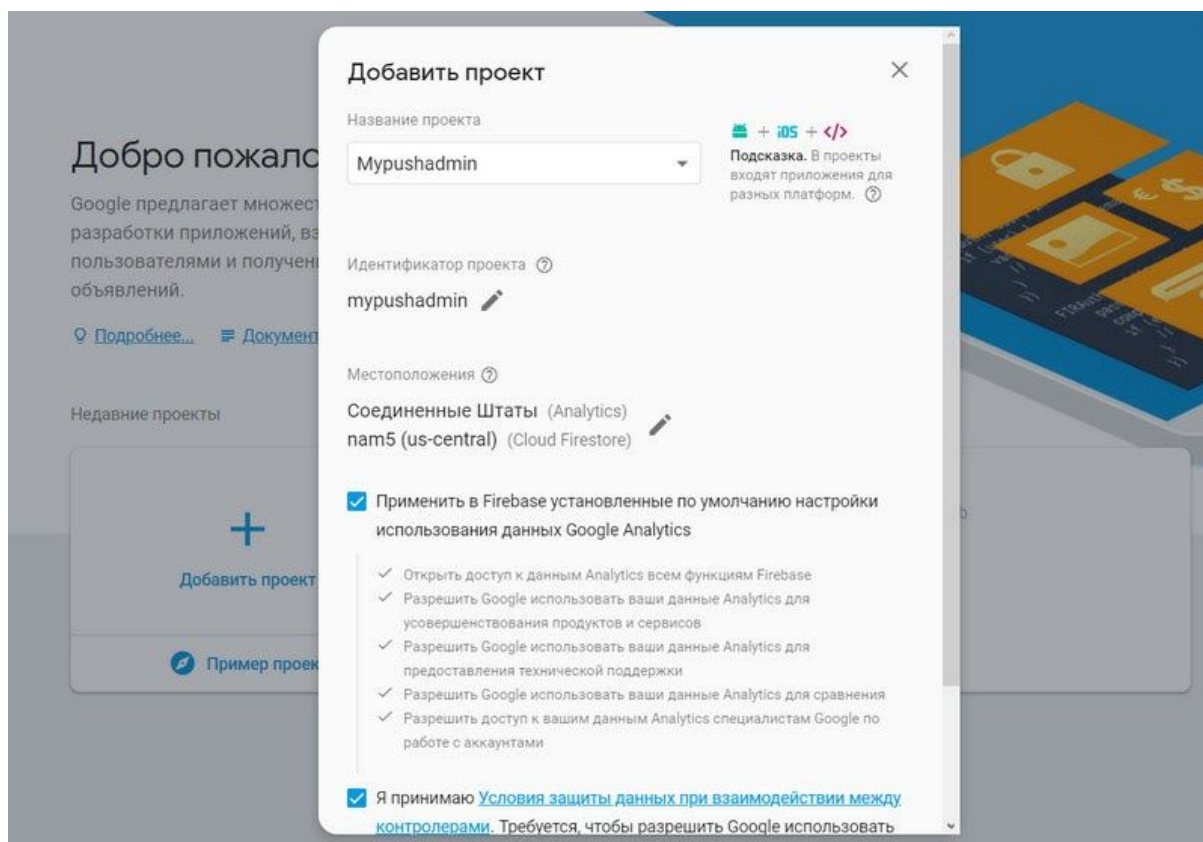 Добавить проект
Название проекта
Mypushadmin
+ iOS + </>
Подсказка. В проекты
входят приложения для
разных платформ.
Идентификатор проекта
mypushadmin
Местоположения
Соединенные Штаты (Analytics)
nam5 (us-central) (Cloud Firestore)
Применить в Firebase установленные по умолчанию настройки
использования данных Google Analytics
Открыть доступ к данным Analytics всем функциям Firebase
Разрешить Google использовать ваши данные Analytics для
усовершенствования продуктов и сервисов
Разрешить Google использовать ваши данные Analytics для
предоставления технической поддержки
Разрешить Google использовать ваши данные Analytics для сравнения
Разрешить доступ к вашим данным Analytics специалистам Google по
работе с аккаунтами
Я принимаю Условия защиты данных при взаимодействии между
контролерами. Требуется, чтобы разрешить Google использовать
Добро пожало
Google предлагает множест
разработки приложений, вз
пользователями и получен
объявлений.
Подробнее... Документ
Недавние проекты
Добавить проект
Пример проек